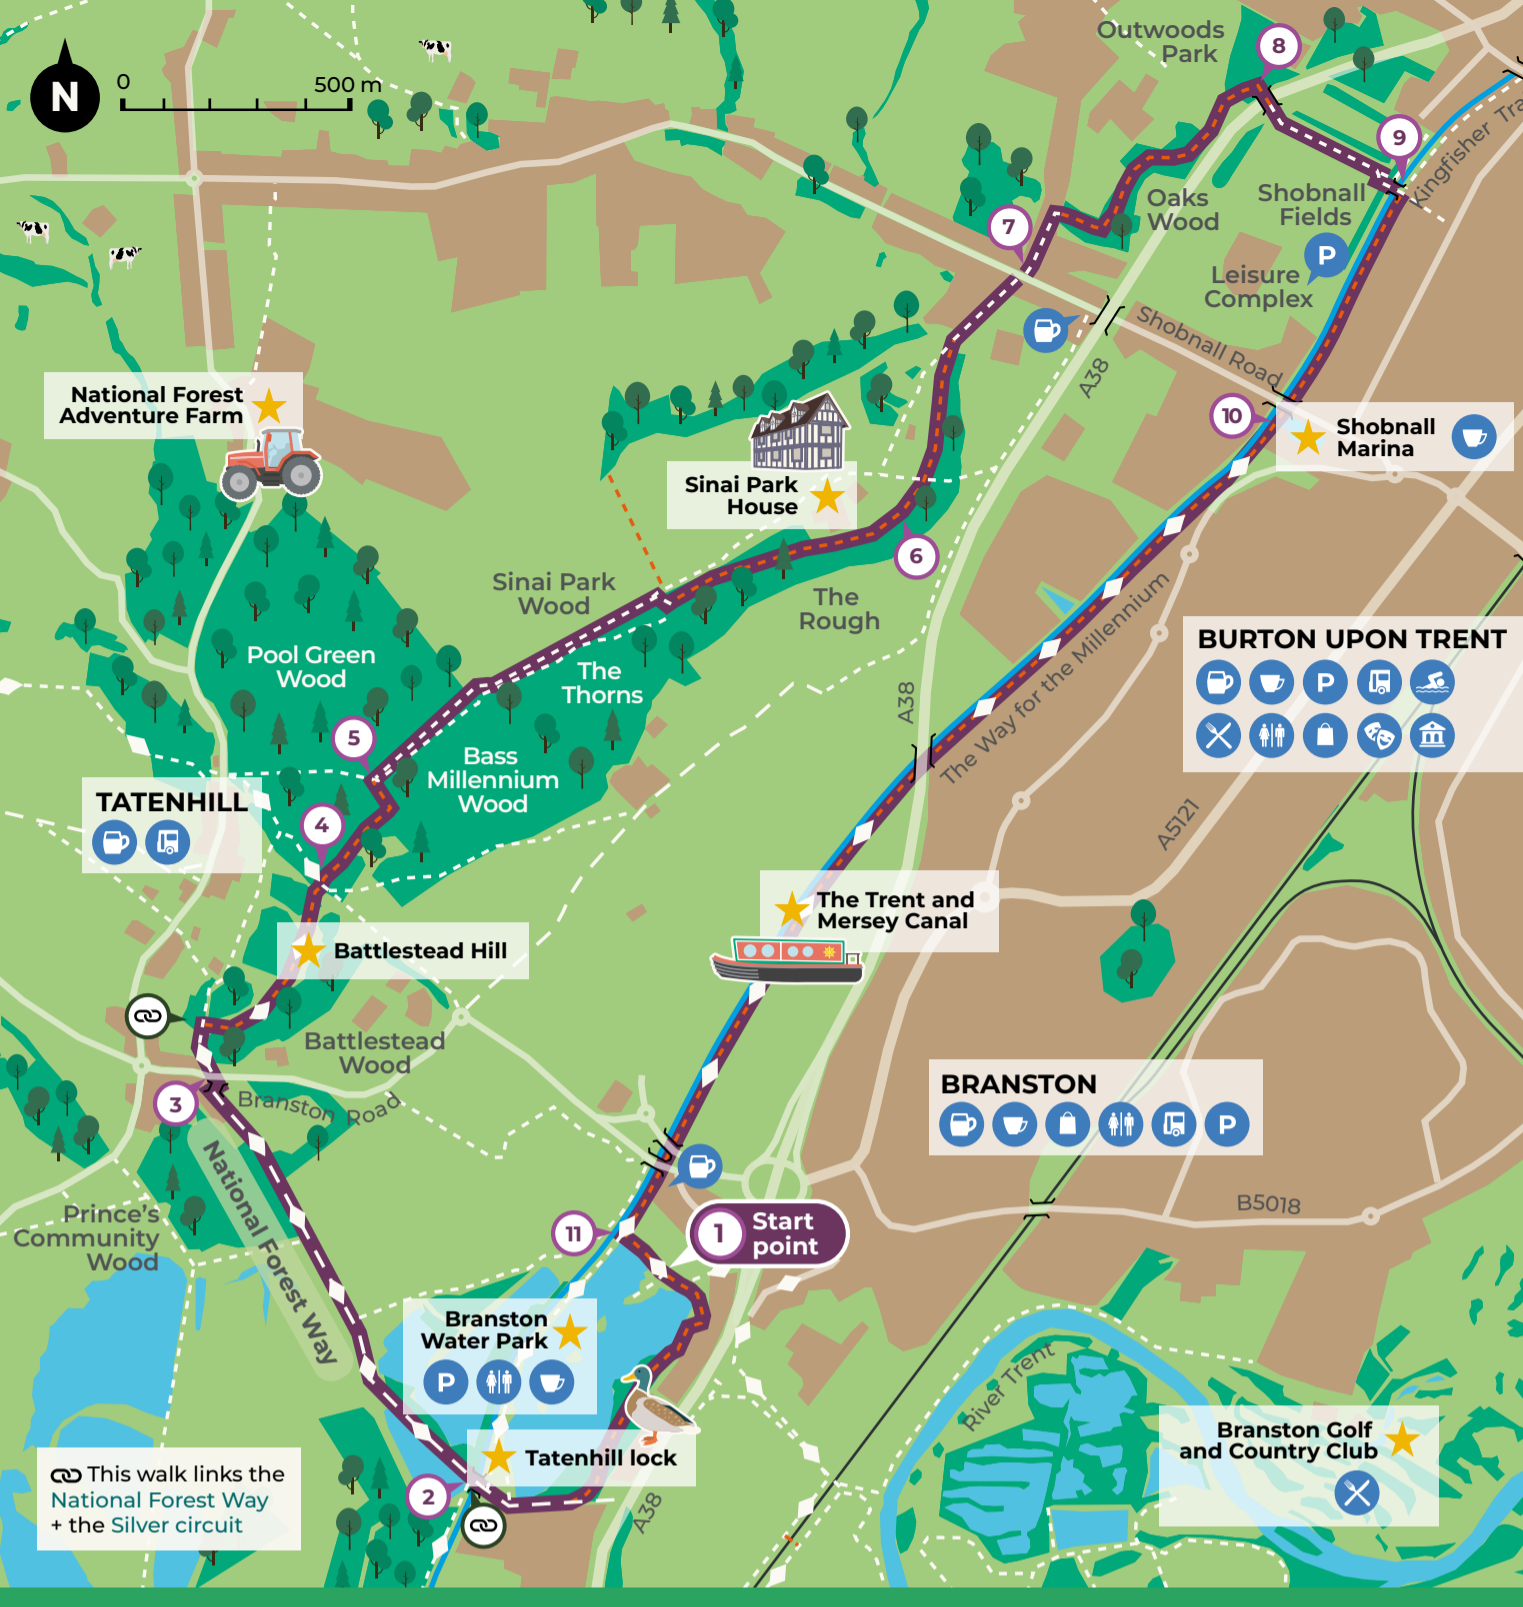 N
0
500 m
Outwoods
Park
8
9
Kingfisher Tra
Shobnall
Fields
P
Oaks
Wood
7
Leisure
Complex
Shobnall Road
A38
National Forest
Adventure Farm
10
Shobnall
Marina
Sinai Park
House
6
Sinai Park
Wood
The
Rough
The Way for the Millennium
BURTON UPON TRENT
P
Pool Green
Wood
The
Thorns
A38
5
Bass
Millennium
Wood
TATENHILL
4
A5121
The Trent and
Mersey Canal
Battlestead Hill
Battlestead
Wood
BRANSTON
P
3
Branston Road
National Forest Way
Prince's
Community
Wood
B5018
11
1
Start
point
Branston
Water Park
P
River Trent
Branston Golf
and Country Club
Tatenhill lock
2
A38
This walk links the
National Forest Way
+ the Silver circuit